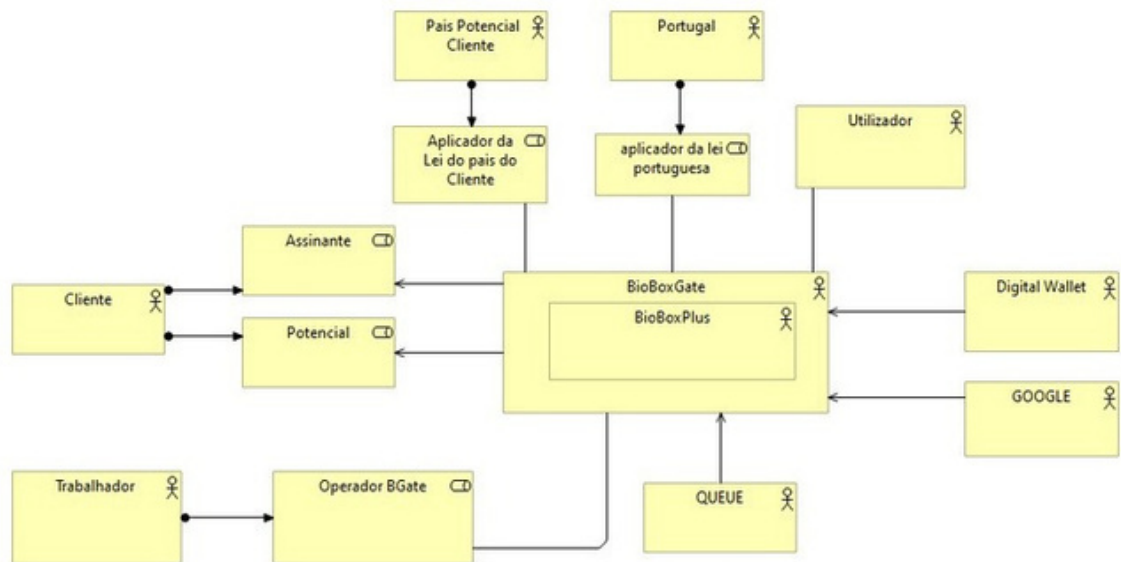 Pais Potencial
Cliente
Portugal
Utilizador
Aplicador da
Lei do pais do
Cliente
aplicador da lei
portuguesa
Assinante
Cliente
BioBoxGate
Digital Wallet
BioBoxPlus
Potencial
GOOGLE
Trabalhador
Operador BGate
QUEUE